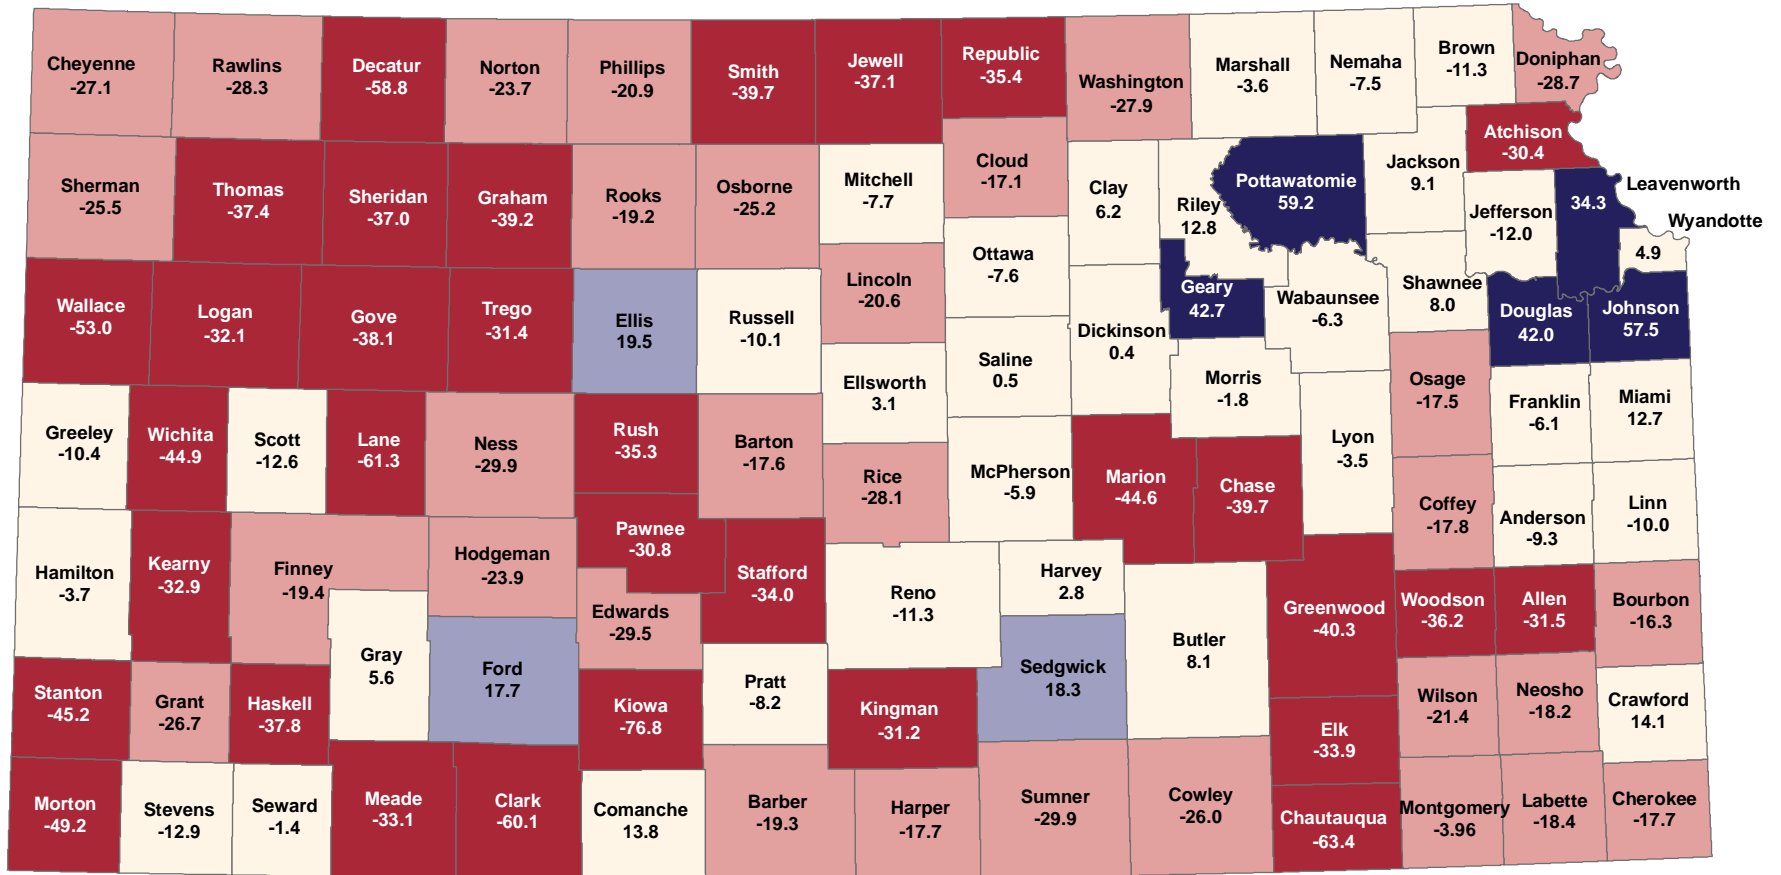 Cheyenne
-27.1
Rawlins
-28.3
Decatur
-58.8
Norton
-23.7
Phillips
-20.9
Smith
-39.7
Jewell
-37.1
Republic
-35.4
Washington
-27.9
Marshall
-3.6
Nemaha
-7.5
Brown
-11.3
Doniphan
-28.7
Atchison
-30.4
Sherman
-25.5
Thomas
-37.4
Sheridan
-37.0
Graham
-39.2
Rooks
-19.2
Osborne
-25.2
Mitchell
-7.7
Cloud
-17.1
Clay
6.2
Riley
12.8
Pottawatomie
59.2
Jackson
9.1
Jefferson
-12.0
Leavenworth
34.3
Wyandotte
4.9
Ottawa
-7.6
Lincoln
-20.6
Wallace
-53.0
Logan
-32.1
Gove
-38.1
Trego
-31.4
Ellis
19.5
Russell
-10.1
Saline
0.5
Dickinson
0.4
Geary
42.7
Wabaunsee
-6.3
Shawnee
8.0
Douglas
42.0
Johnson
57.5
Ellsworth
3.1
Morris
-1.8
Osage
-17.5
Franklin
-6.1
Miami
12.7
Greeley
-10.4
Wichita
-44.9
Scott
-12.6
Lane
-61.3
Ness
-29.9
Rush
-35.3
Barton
-17.6
Rice
-28.1
McPherson
-5.9
Marion
-44.6
Chase
-39.7
Lyon
-3.5
Coffey
-17.8
Anderson
-9.3
Linn
-10.0
Hamilton
-3.7
Kearny
-32.9
Finney
-19.4
Hodgeman
-23.9
Pawnee
-30.8
Stafford
-34.0
Edwards
-29.5
Reno
-11.3
Harvey
2.8
Greenwood
-40.3
Woodson
-36.2
Allen
-31.5
Bourbon
-16.3
Gray
5.6
Ford
17.7
Sedgwick
18.3
Butler
8.1
Stanton
-45.2
Grant
-26.7
Haskell
-37.8
Kiowa
-76.8
Pratt
-8.2
Kingman
-31.2
Elk
-33.9
Wilson
-21.4
Neosho
-18.2
Crawford
14.1
Morton
-49.2
Stevens
-12.9
Seward
-1.4
Meade
-33.1
Clark
-60.1
Comanche
13.8
Barber
-19.3
Harper
-17.7
Sumner
-29.9
Cowley
-26.0
Chautauqua
-63.4
Montgomery
-3.96
Labette
-18.4
Cherokee
-17.7